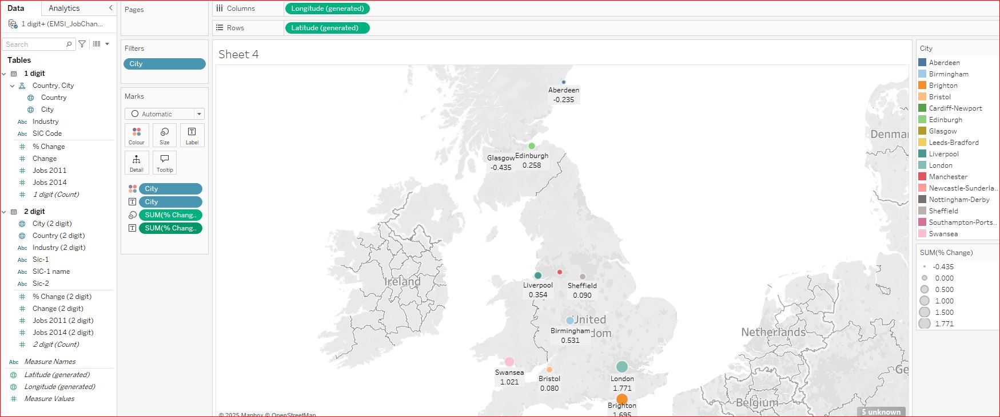 Data
Analytics
1 digit+ (EMSI_JobChan...
Search
Tables
1 digit
Country, City
Country
City
Abc Industry
Abc SIC Code
# % Change
# Change
# Jobs 2011
# Jobs 2014
# 1 digit (Count)
2 digit
City (2 digit)
Country (2 digit)
Abc Industry (2 digit)
Abc Sic-1
Abc SIC-1 name
Abc Sic-2
# % Change (2 digit)
# Change (2 digit)
# Jobs 2011 (2 digit)
# Jobs 2014 (2 digit)
# 2 digit (Count)
Abc Measure Names
Latitude (generated)
Longitude (generated)
# Measure Values
Pages
Filters
City
Marks
Automatic
Colour
Size
T
Label
Detail
Tooltip
City
T City
SUM(% Chang..
T SUM(% Chang..
Columns
Longitude (generated)
Rows
Latitude (generated)
Sheet 4
Aberdeen
-0.235
Glasgow
-0.435
Edinburgh
0.258
Denmar
Ireland
Liverpool
0.354
Sheffield
0.090
United
dom
Birmingham
0.531
Netherlands
Swansea
1.021
Bristol
0.080
London
1.771
Brighton
1.695
Ge
Belgium
© 2025 Mapbox © OpenStreetMap
5 unknown
City
Aberdeen
Birmingham
Brighton
Bristol
Cardiff-Newport
Edinburgh
Glasgow
Leeds-Bradford
Liverpool
London
Manchester
Newcastle-Sunderla..
Nottingham-Derby
Sheffield
Southampton-Ports..
Swansea
SUM(% Change)
-0.435
0.000
0.500
1.000
1.500
1.771